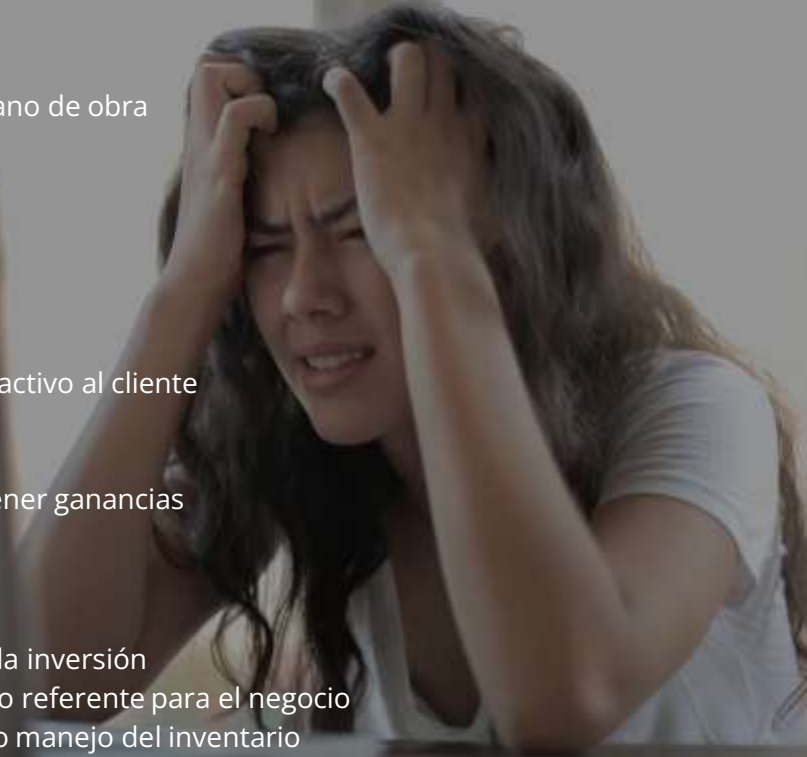 ano de obra
activo al cliente
ener ganancias
la inversión
o referente para el negocio
o manejo del inventario